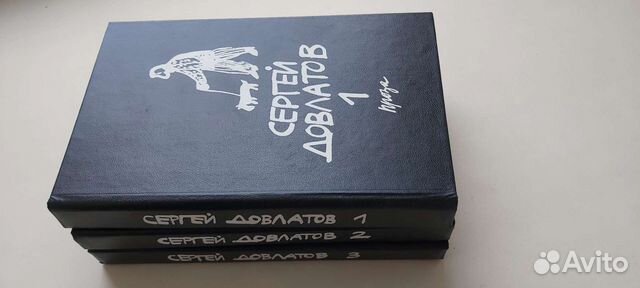 СЕРГЕЙ
ДОВЛАТОВ
1
проза
СЕРГЕЙ ДОВЛАТОВ 1
СЕРГЕЙ ДОВЛАТОВ 2
СЕРГЕЙ ДОВЛАТОВ 3
Avito